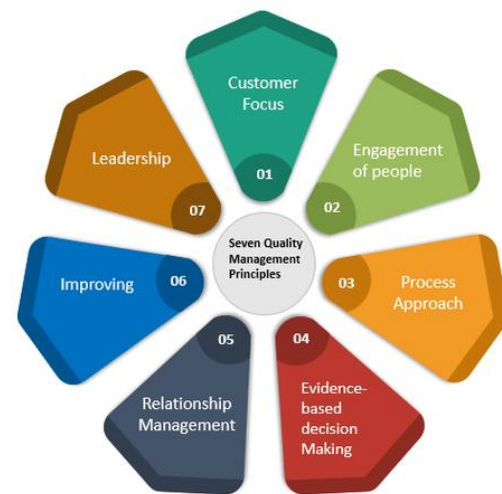 Customer
Focus
01
Engagement
of people
02
Process
Approach
03
Evidence-
based
decision
Making
04
Relationship
Management
05
Improving
06
Leadership
07
Seven Quality
Management
Principles